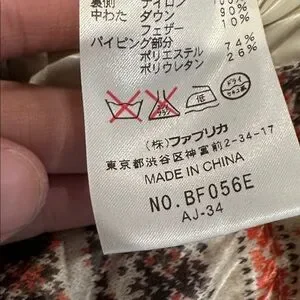 裏側 ナイロン 100%
中わた ダウン 90%
フェザー 10%
パイピング部分
ポリエステル 74%
ポリウレタン 26%
低
ドライ
(株)ファブリカ
東京都渋谷区神宮前2-34-17
MADE IN CHINA
NO.BF056E
AJ-34